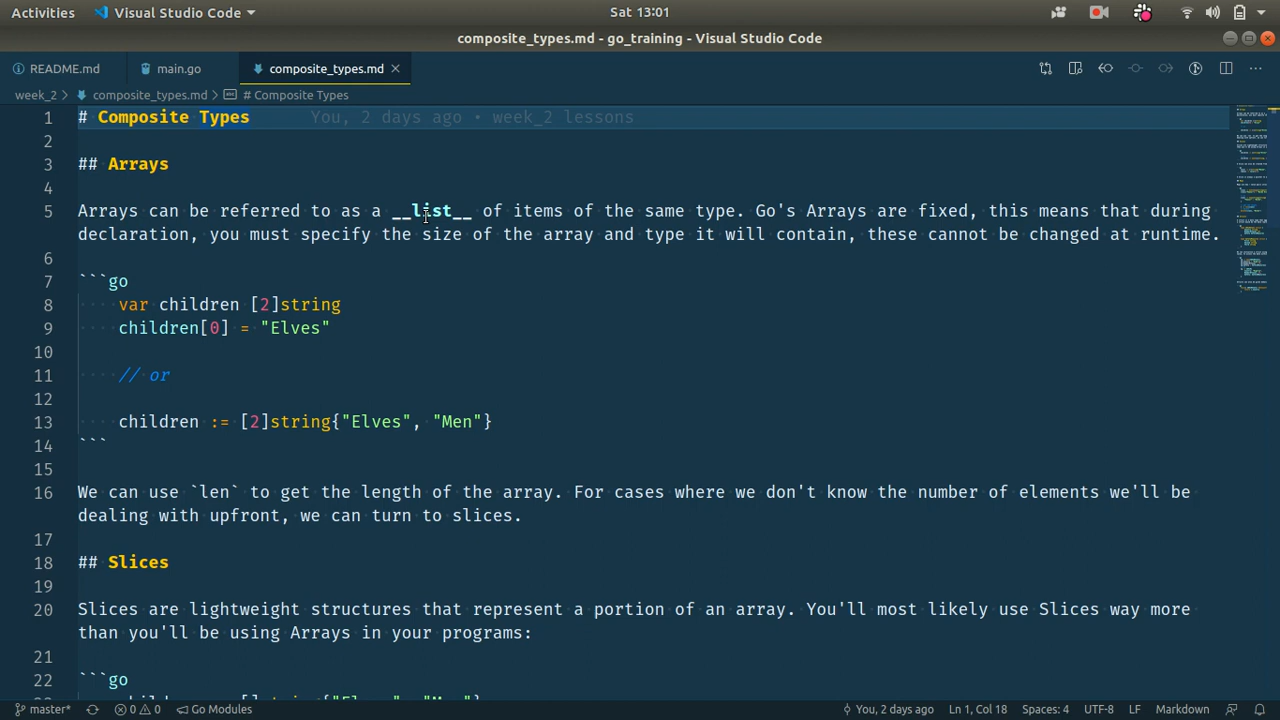 Activities Visual Studio Code Sat 13:01
composite_types.md - go_training - Visual Studio Code
README.md main.go composite_types.md
week_2 > composite_types.md > # Composite Types
1 # Composite Types You, 2 days ago • week_2 lessons
2
3 ## Arrays
4
5 Arrays can be referred to as a __list__ of items of the same type. Go's Arrays are fixed, this means that during
declaration, you must specify the size of the array and type it will contain, these cannot be changed at runtime.
6
7 ```go
8 var children [2]string
9 children[0] = "Elves"
10
11 // or
12
13 children := [2]string{"Elves", "Men"}
14 ```
15
16 We can use `len` to get the length of the array. For cases where we don't know the number of elements we'll be
dealing with upfront, we can turn to slices.
17
18 ## Slices
19
20 Slices are lightweight structures that represent a portion of an array. You'll most likely use Slices way more
than you'll be using Arrays in your programs:
21
22 ```go
master* 0 0 Go Modules You, 2 days ago Ln 1, Col 18 Spaces: 4 UTF-8 LF Markdown